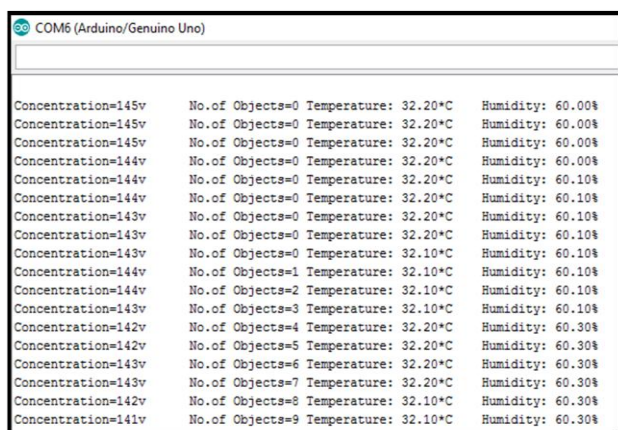 COM6 (Arduino/Genuino Uno)
Concentration=145v No.of Objects=0 Temperature: 32.20*C Humidity: 60.00%
Concentration=145v No.of Objects=0 Temperature: 32.20*C Humidity: 60.00%
Concentration=145v No.of Objects=0 Temperature: 32.20*C Humidity: 60.00%
Concentration=144v No.of Objects=0 Temperature: 32.20*C Humidity: 60.00%
Concentration=144v No.of Objects=0 Temperature: 32.20*C Humidity: 60.10%
Concentration=144v No.of Objects=0 Temperature: 32.20*C Humidity: 60.10%
Concentration=143v No.of Objects=0 Temperature: 32.20*C Humidity: 60.10%
Concentration=143v No.of Objects=0 Temperature: 32.20*C Humidity: 60.10%
Concentration=143v No.of Objects=0 Temperature: 32.10*C Humidity: 60.10%
Concentration=144v No.of Objects=1 Temperature: 32.10*C Humidity: 60.10%
Concentration=144v No.of Objects=2 Temperature: 32.10*C Humidity: 60.10%
Concentration=143v No.of Objects=3 Temperature: 32.10*C Humidity: 60.10%
Concentration=142v No.of Objects=4 Temperature: 32.20*C Humidity: 60.30%
Concentration=142v No.of Objects=5 Temperature: 32.20*C Humidity: 60.30%
Concentration=143v No.of Objects=6 Temperature: 32.20*C Humidity: 60.30%
Concentration=143v No.of Objects=7 Temperature: 32.20*C Humidity: 60.30%
Concentration=142v No.of Objects=8 Temperature: 32.10*C Humidity: 60.30%
Concentration=141v No.of Objects=9 Temperature: 32.10*C Humidity: 60.30%